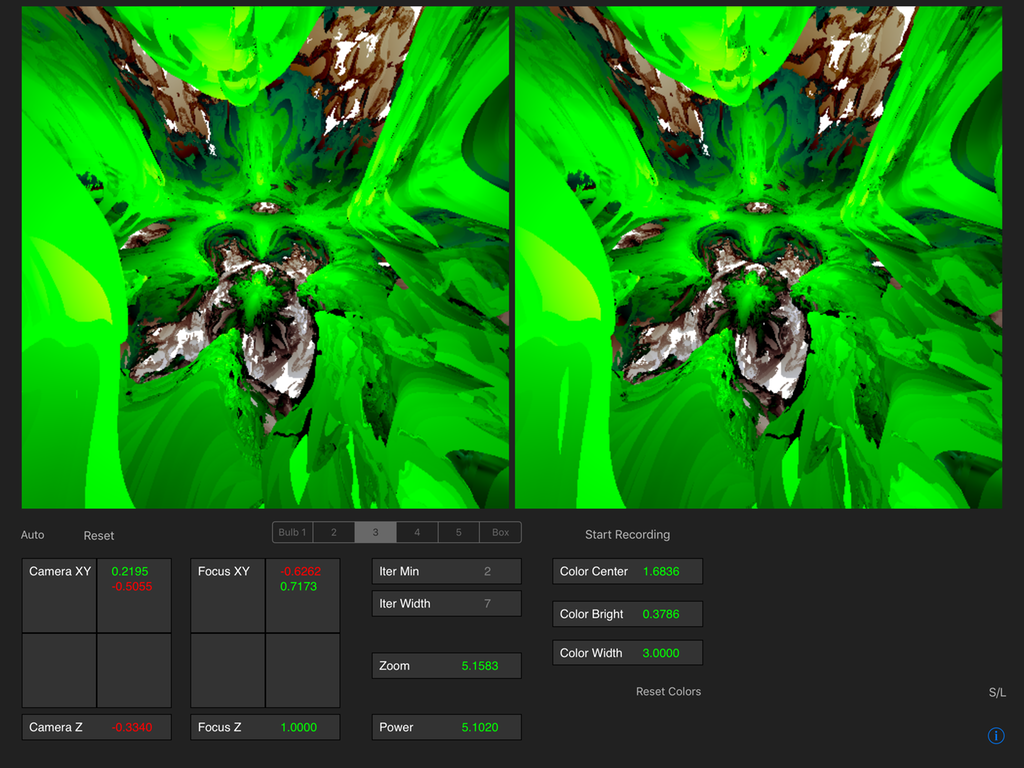 Auto
Reset
Bulb 1 2 3 4 5 Box
Start Recording
Camera XY 0.2195
-0.5055
Focus XY -0.6262
0.7173
Iter Min 2
Iter Width 7
Color Center 1.6836
Color Bright 0.3786
Zoom 5.1583
Color Width 3.0000
Reset Colors
S/L
Camera Z -0.3340
Focus Z 1.0000
Power 5.1020
i